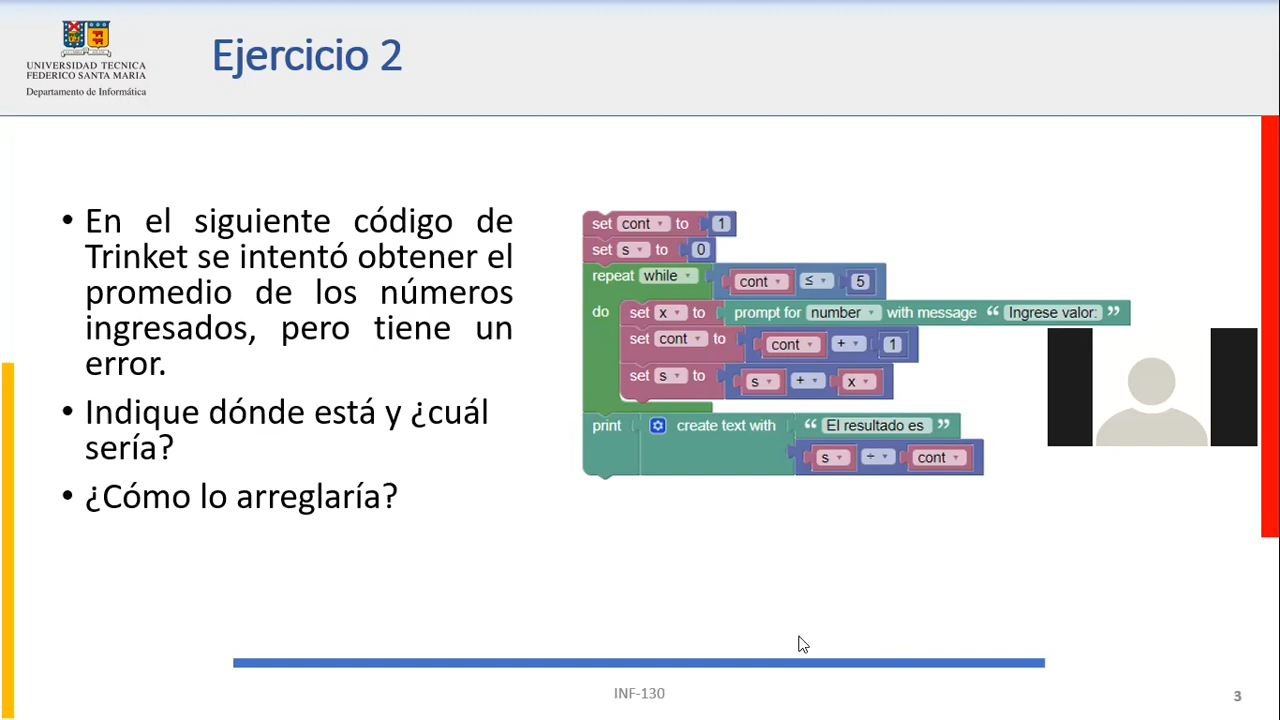 UNIVERSIDAD TECNICA
FEDERICO SANTA MARIA
Departamento de Informática
Ejercicio 2
• En el siguiente código de
Trinket se intentó obtener el
promedio de los números
ingresados, pero tiene un
error.
• Indique dónde está y ¿cuál
sería?
• ¿Cómo lo arreglaría?
set cont to 1
set s to 0
repeat while cont ≤ 5
do set x to prompt for number with message “ Ingrese valor: ”
set cont to cont + 1
set s to s + x
print create text with “ El resultado es ”
s ÷ cont
INF-130
3